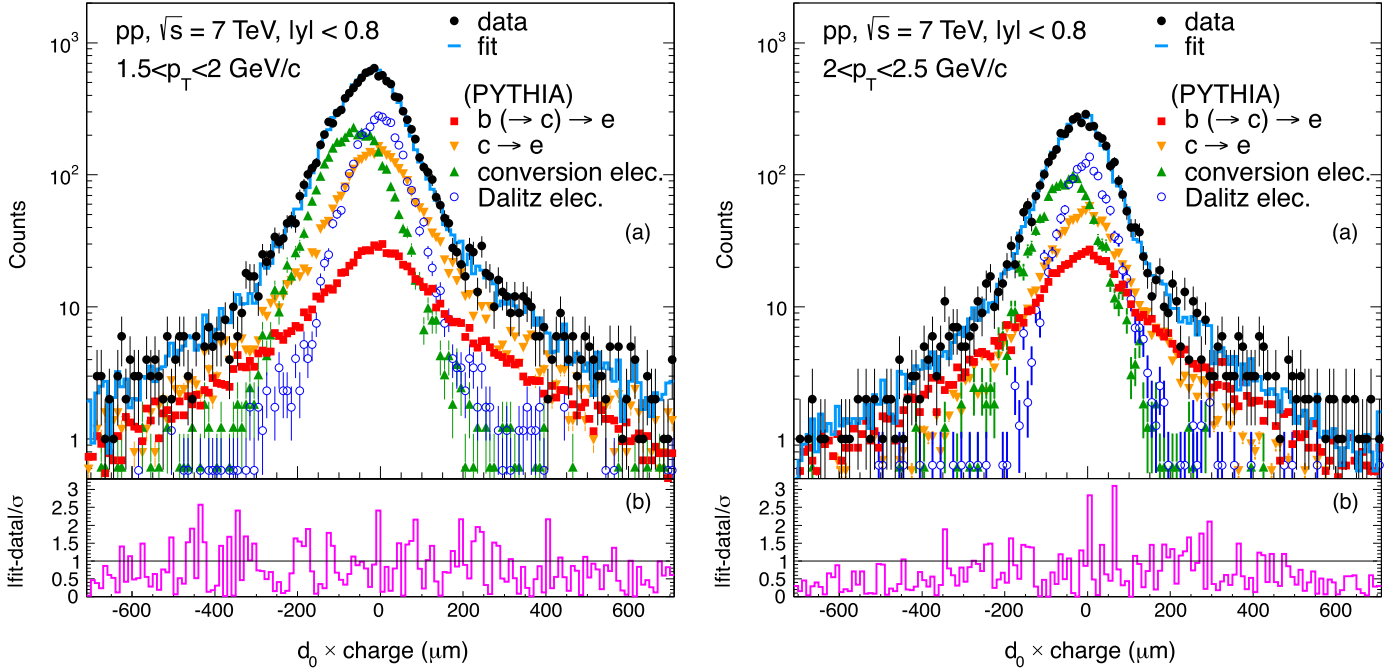 pp, √s = 7 TeV, |y| < 0.8
1.5<p_T<2 GeV/c
data
fit
(PYTHIA)
b (→ c) → e
c → e
conversion elec.
Dalitz elec.
(a)
Counts
10³
10²
10
1
(b)
|fit-data|/σ
3
2.5
2
1.5
1
0.5
0
-600 -400 -200 0 200 400 600
d₀ × charge (μm)
pp, √s = 7 TeV, |y| < 0.8
2<p_T<2.5 GeV/c
data
fit
(PYTHIA)
b (→ c) → e
c → e
conversion elec.
Dalitz elec.
(a)
Counts
10³
10²
10
1
(b)
|fit-data|/σ
3
2.5
2
1.5
1
0.5
0
-600 -400 -200 0 200 400 600
d₀ × charge (μm)